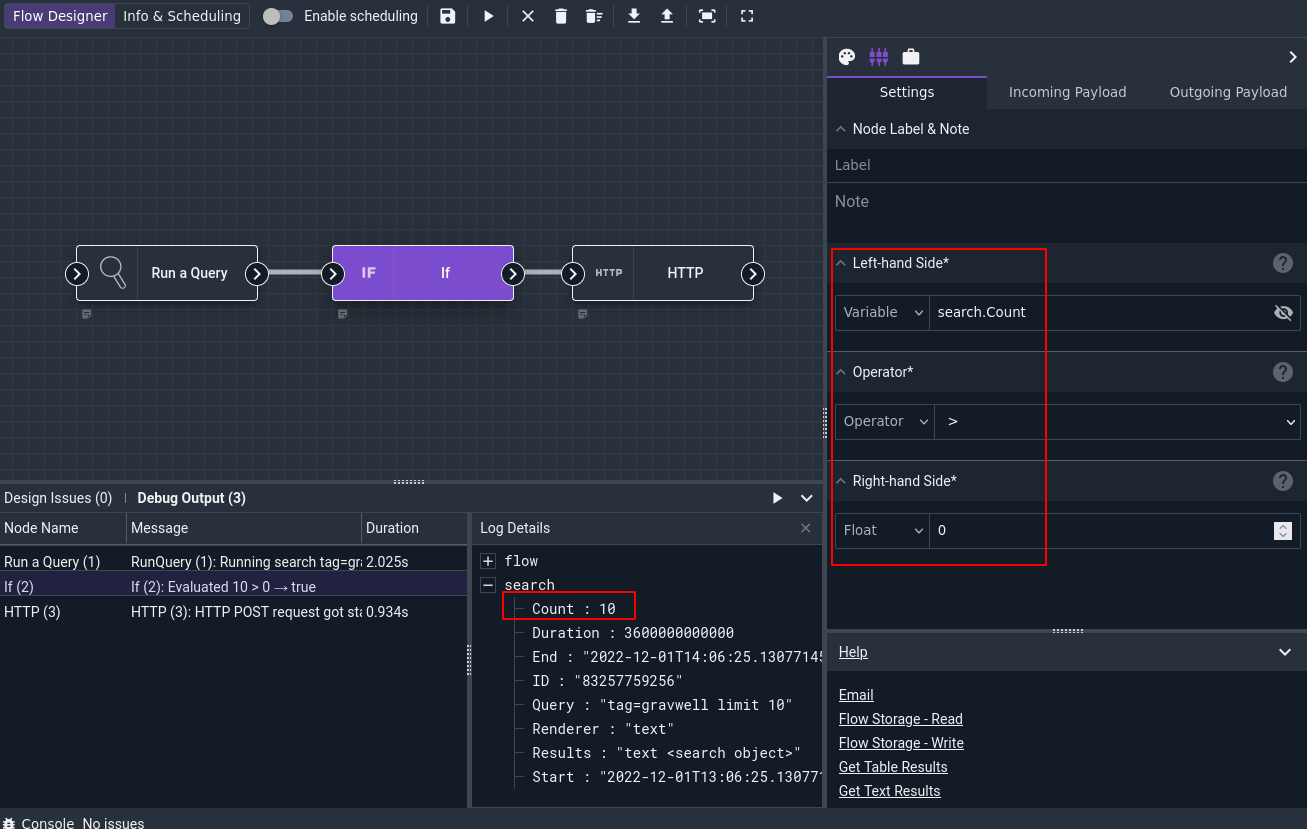 Flow Designer Info & Scheduling Enable scheduling
Run a Query
IF If
HTTP HTTP
Settings Incoming Payload Outgoing Payload
Node Label & Note
Label
Note
Left-hand Side*
Variable search.Count
Operator*
Operator >
Right-hand Side*
Float 0
Design Issues (0) Debug Output (3)
Node Name Message Duration
Run a Query (1) RunQuery (1): Running search tag=gra 2.025s
If (2) If (2): Evaluated 10 > 0 → true
HTTP (3) HTTP (3): HTTP POST request got sta 0.934s
Log Details
flow
search
Count : 10
Duration : 3600000000000
End : "2022-12-01T14:06:25.13077145
ID : "83257759256"
Query : "tag=gravwell limit 10"
Renderer : "text"
Results : "text <search object>"
Start : "2022-12-01T13:06:25.13077
Help
Email
Flow Storage - Read
Flow Storage - Write
Get Table Results
Get Text Results
Console No issues